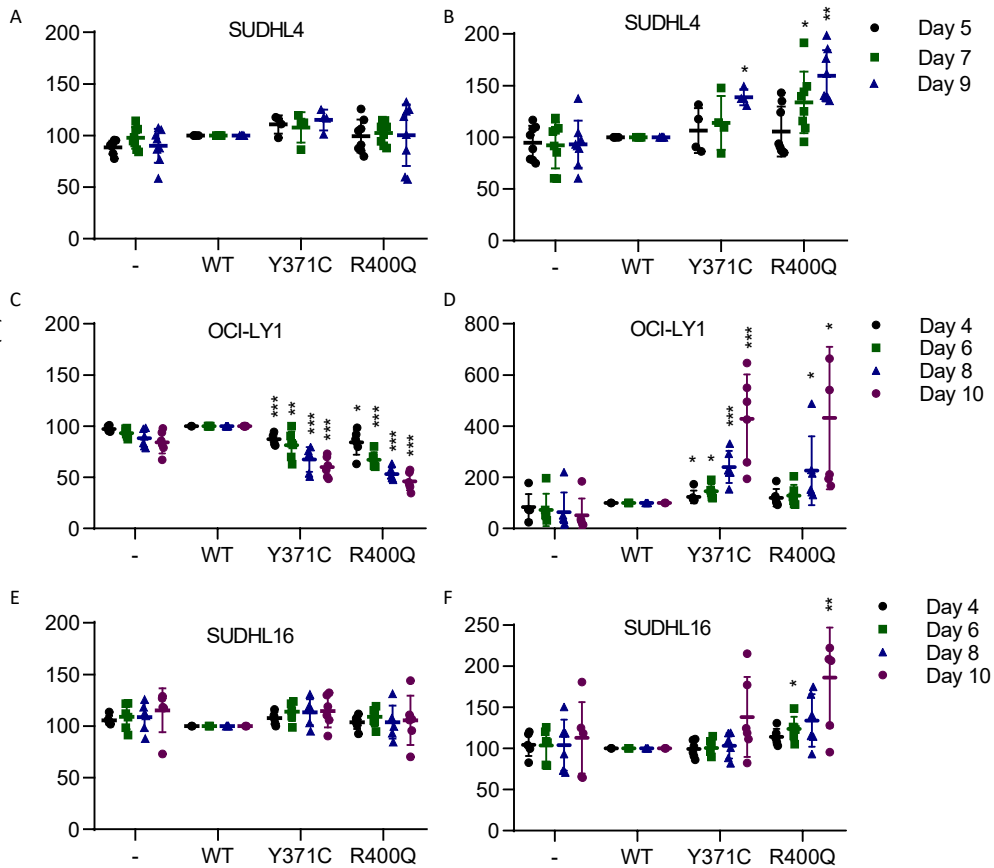 A
SUDHL4
200
150
100
50
0
- WT Y371C R400Q
B
SUDHL4
200
150
100
50
0
* * **
- WT Y371C R400Q
Day 5
Day 7
Day 9
C
OCI-LY1
200
150
100
50
0
*** ** *** *** * *** *** ***
- WT Y371C R400Q
D
OCI-LY1
800
600
400
200
0
* * *** *** * *
- WT Y371C R400Q
Day 4
Day 6
Day 8
Day 10
E
SUDHL16
200
150
100
50
0
- WT Y371C R400Q
F
SUDHL16
250
200
150
100
50
0
* **
- WT Y371C R400Q
Day 4
Day 6
Day 8
Day 10